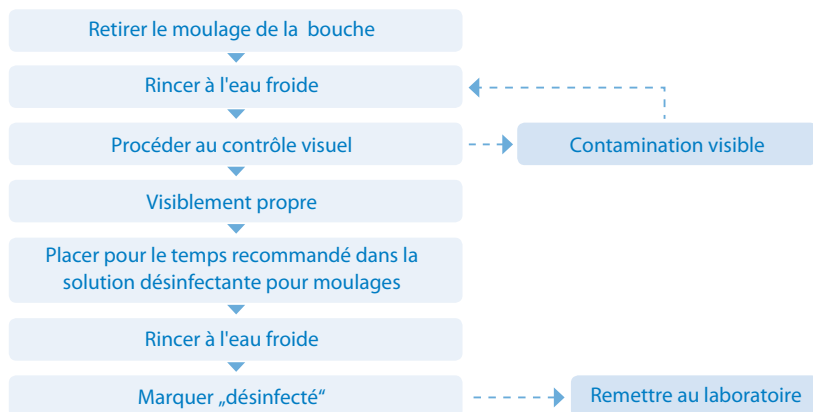 Retirer le moulage de la bouche
Rincer à l'eau froide
Procéder au contrôle visuel
Contamination visible
Visiblement propre
Placer pour le temps recommandé dans la
solution désinfectante pour moulages
Rincer à l'eau froide
Marquer „désinfecté“
Remettre au laboratoire